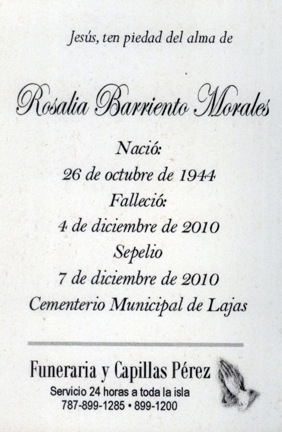 Jesús, ten piedad del alma de
Rosalia Barriento Morales
Nació:
26 de octubre de 1944
Falleció:
4 de diciembre de 2010
Sepelio
7 de diciembre de 2010
Cementerio Municipal de Lajas
Funeraria y Capillas Pérez
Servicio 24 horas a toda la isla
787-899-1285 • 899-1200